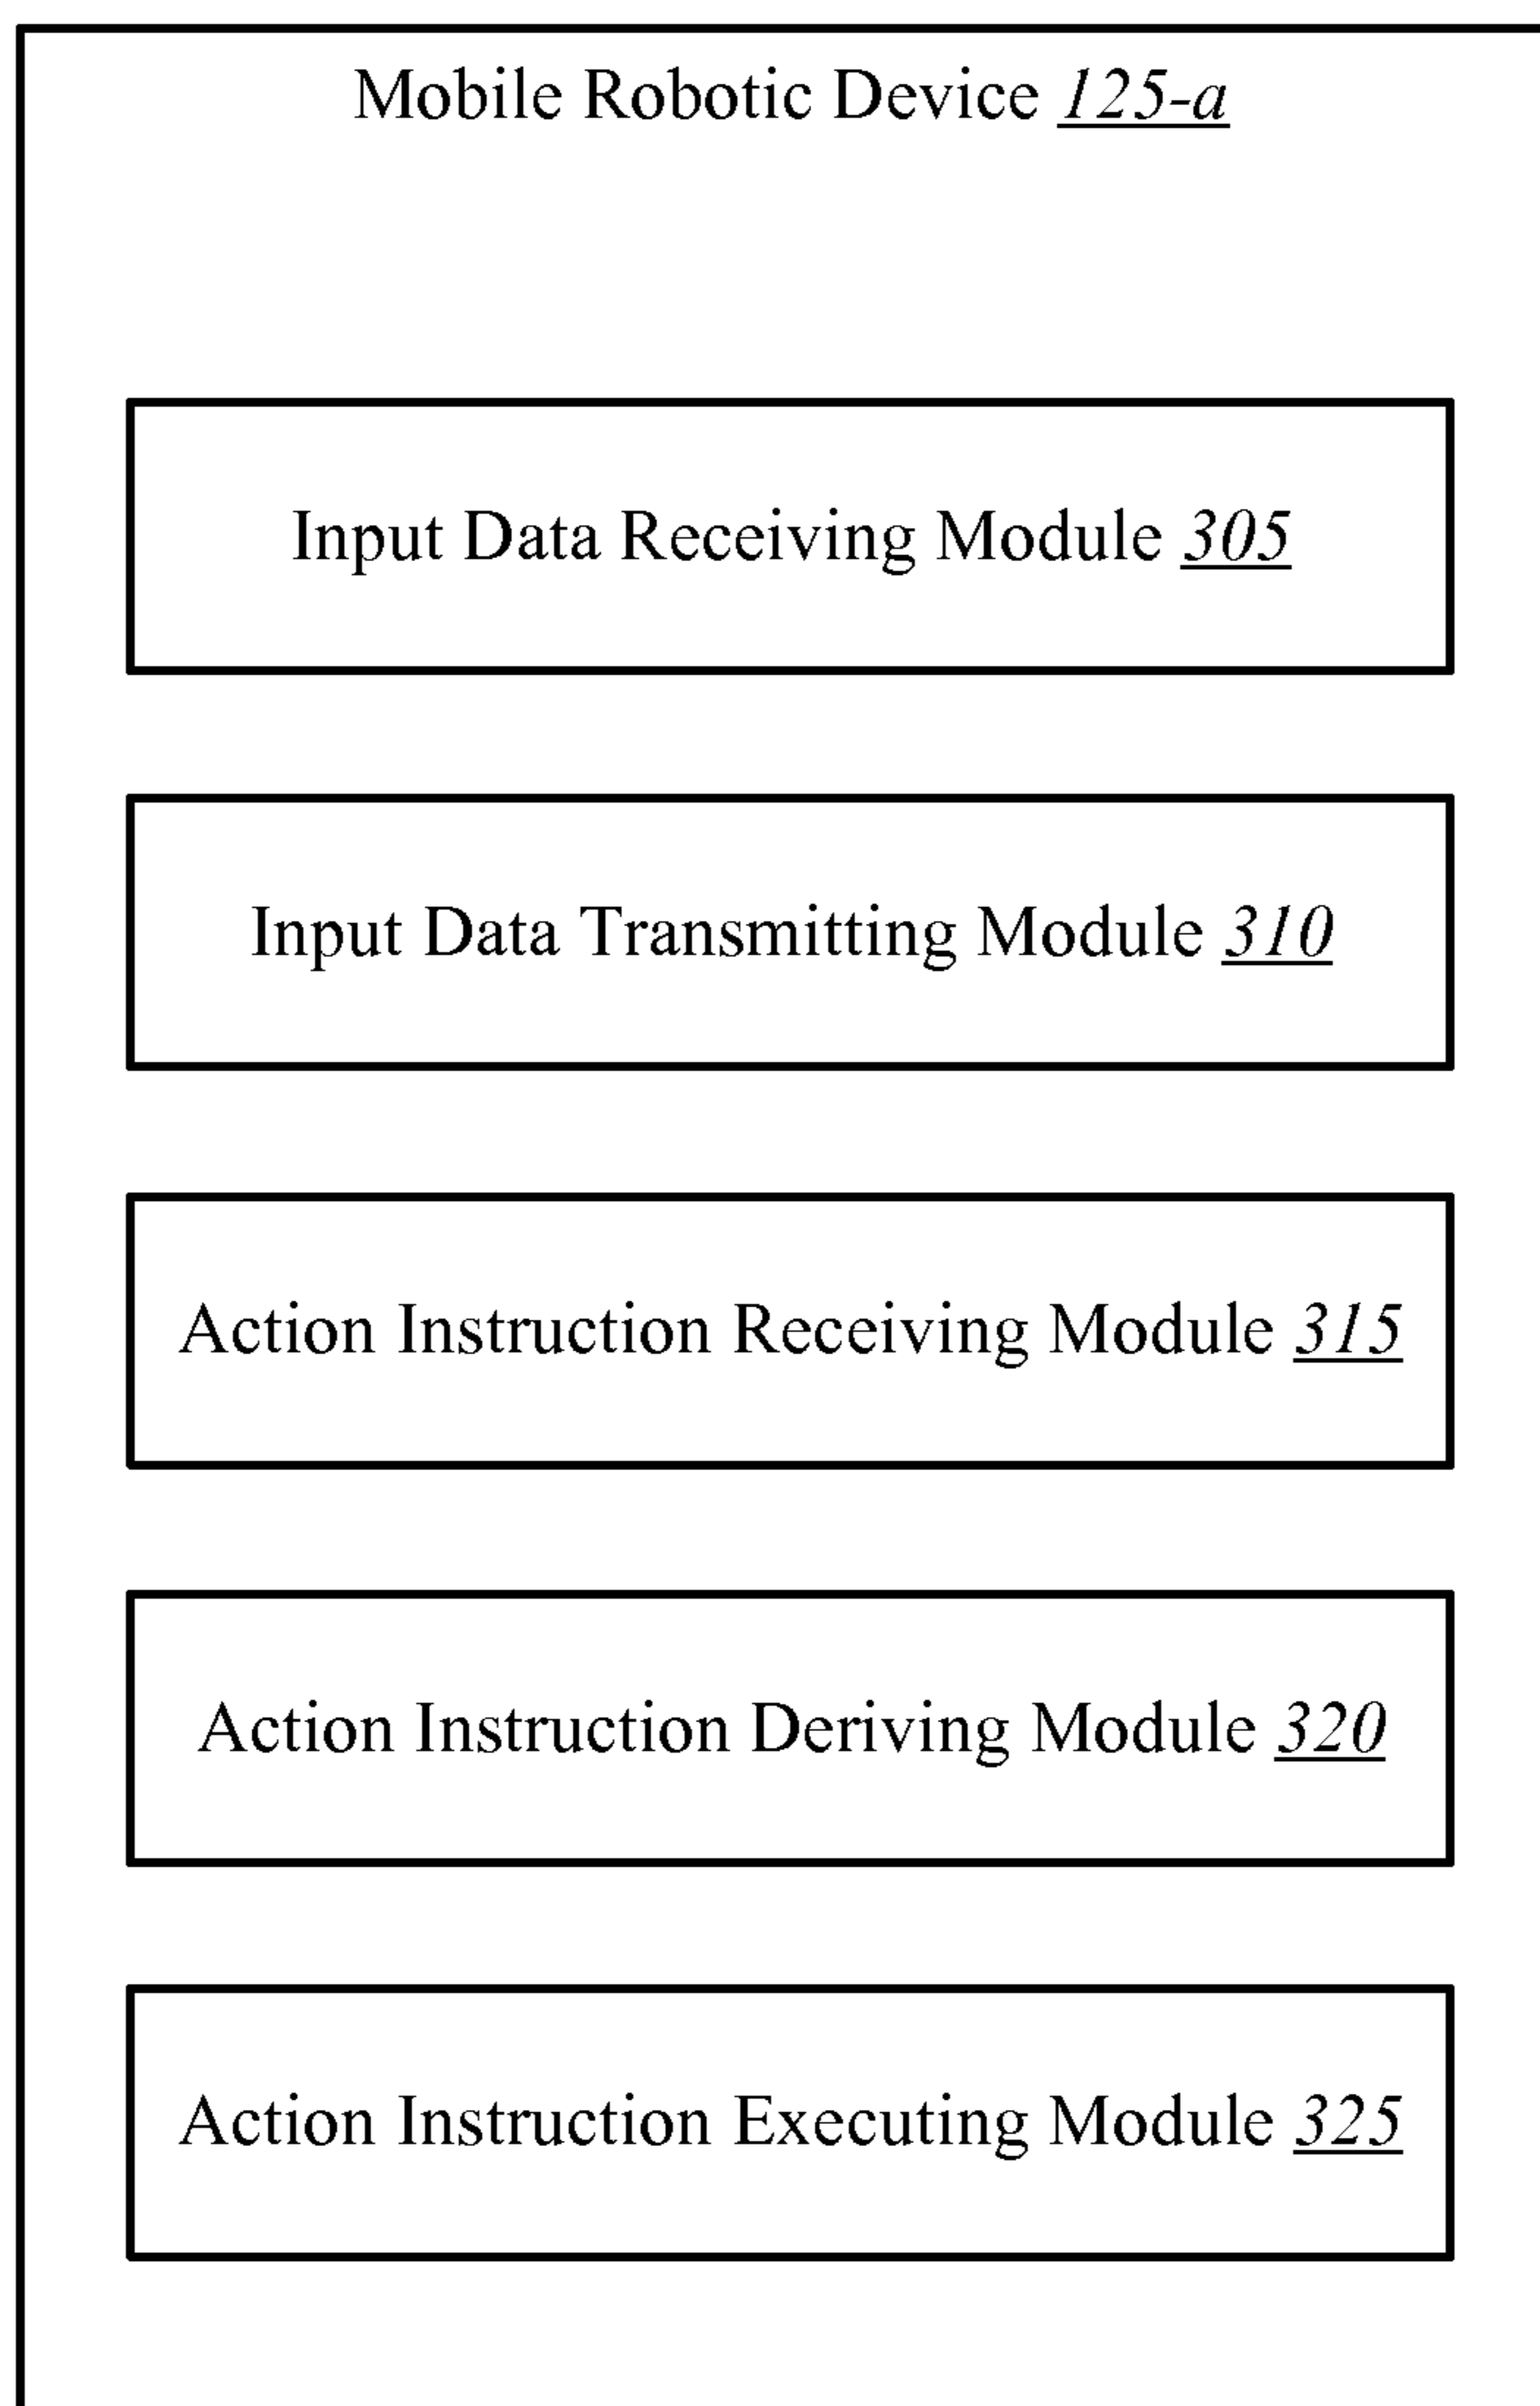 Mobile Robotic Device 125-a
Input Data Receiving Module 305
Input Data Transmitting Module 310
Action Instruction Receiving Module 315
Action Instruction Deriving Module 320
Action Instruction Executing Module 325